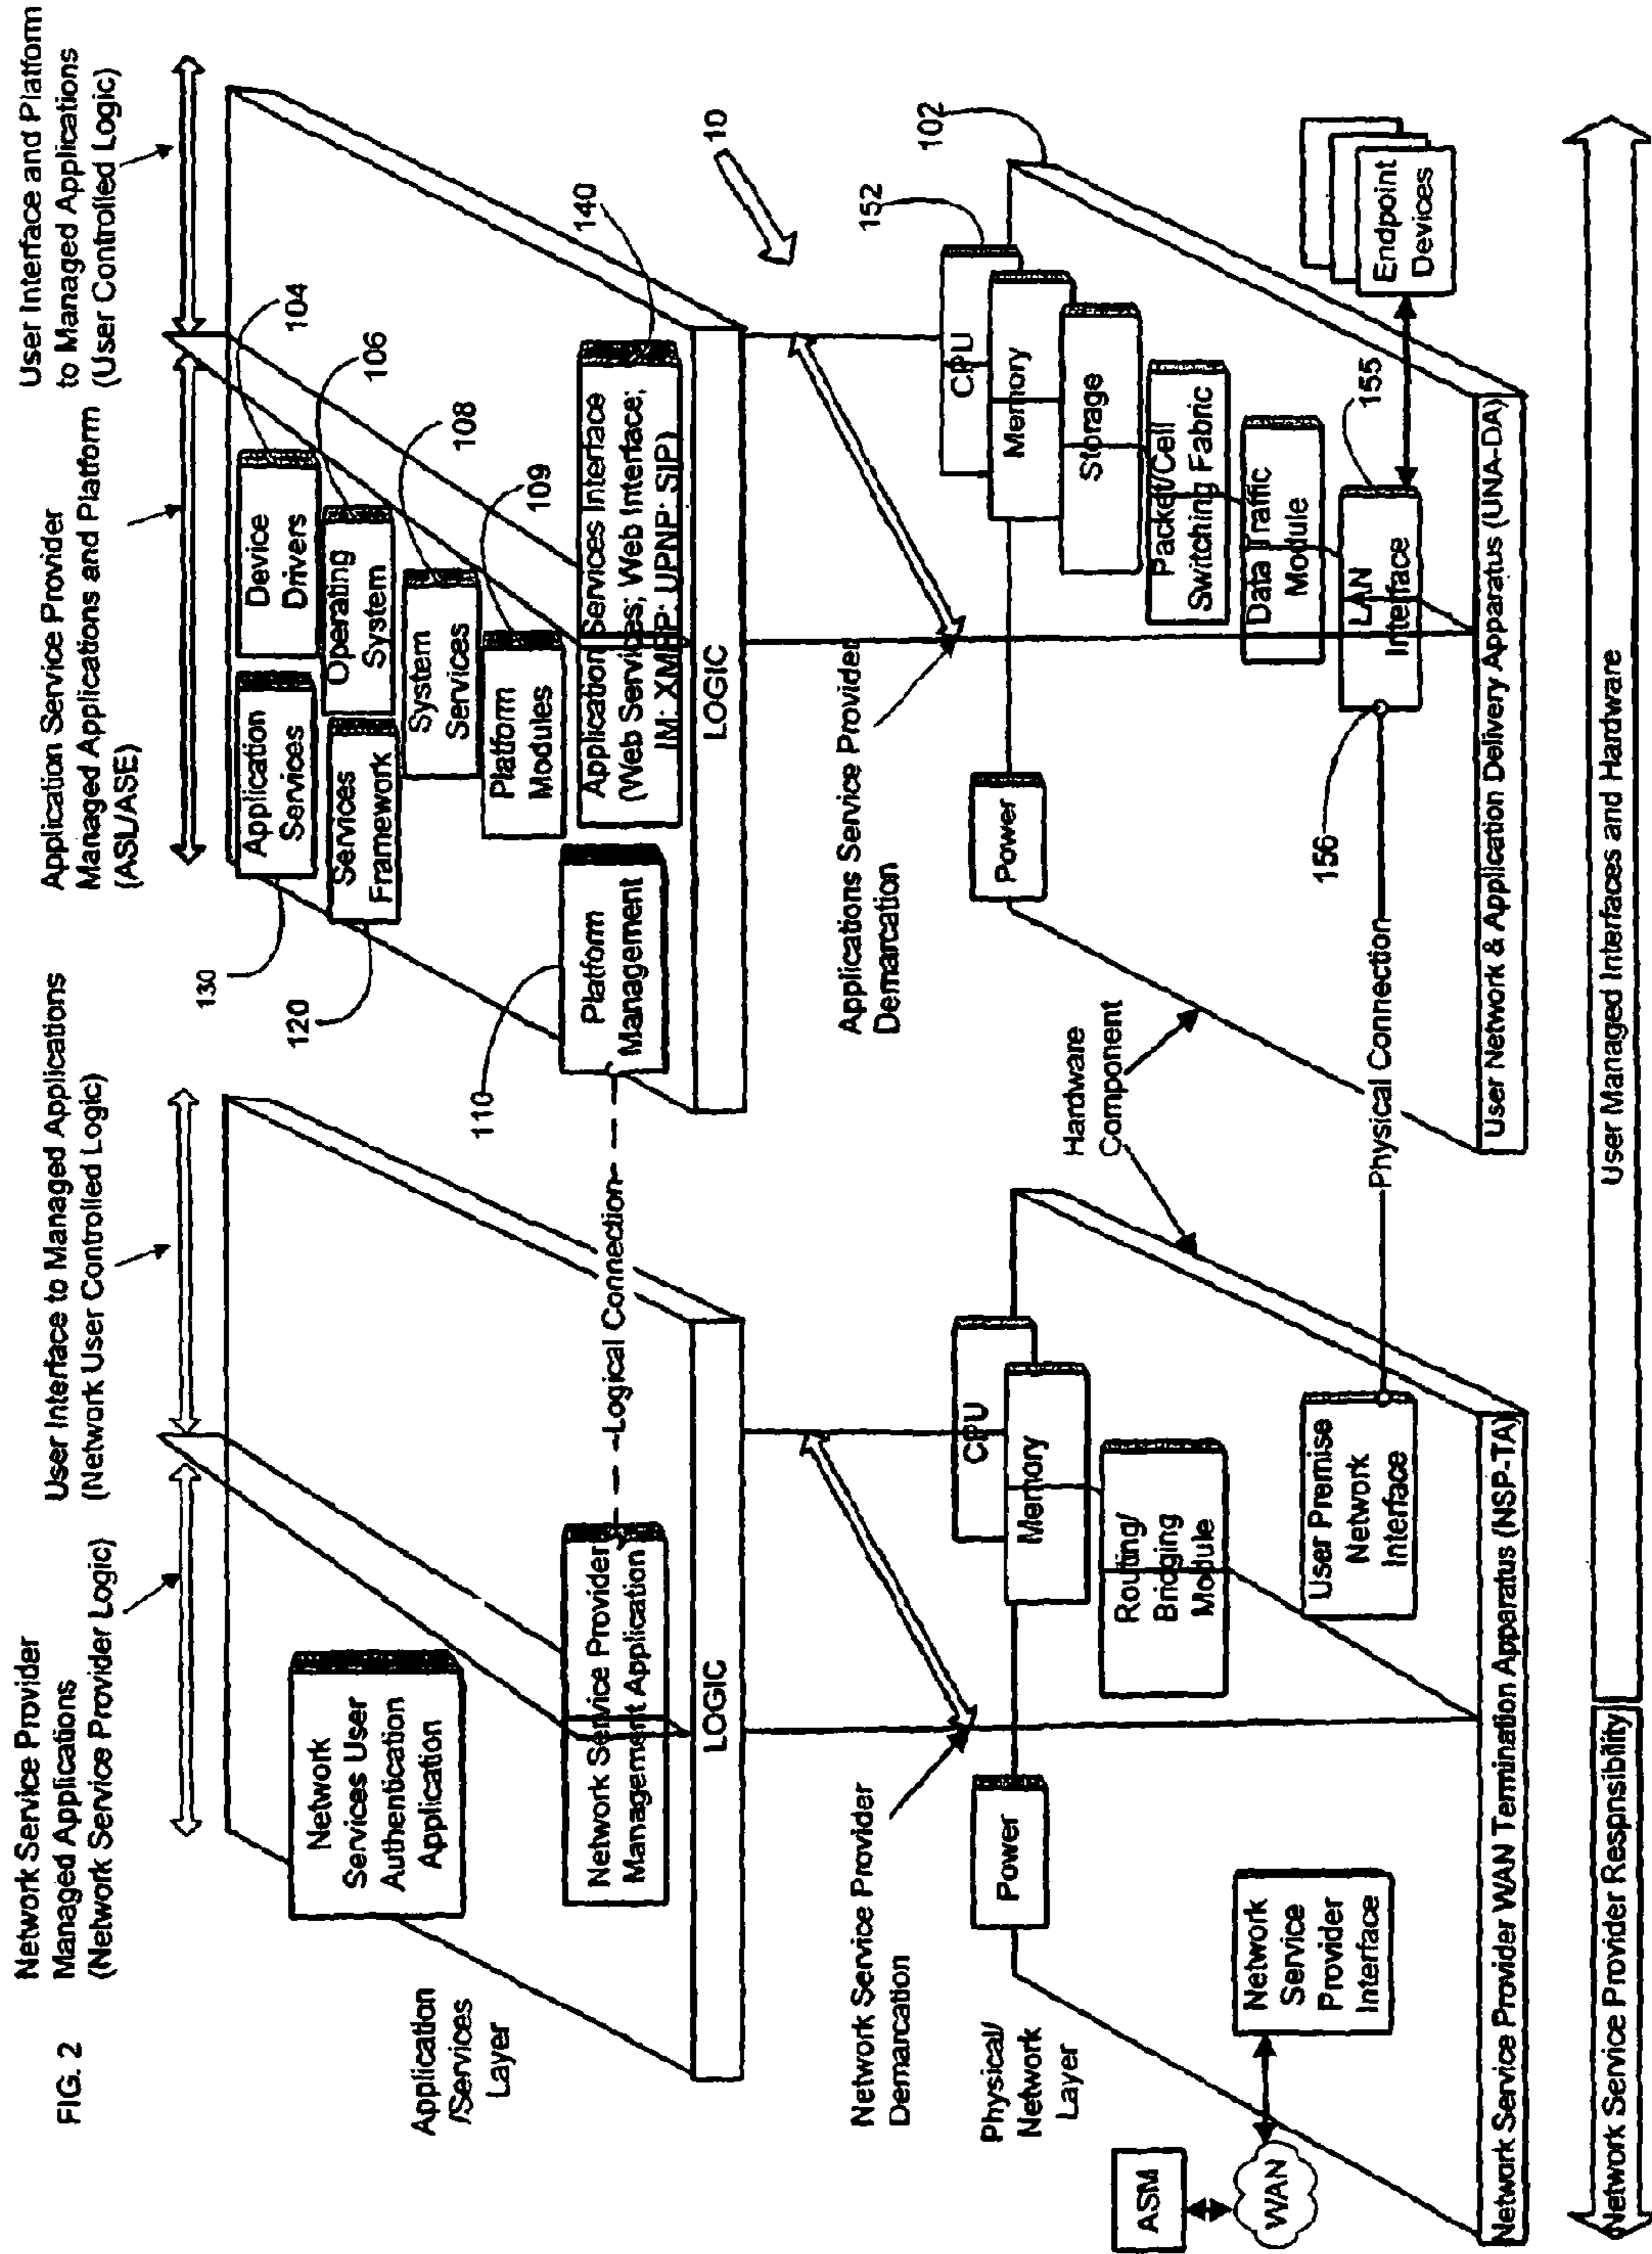 FIG. 2
Network Service Provider
Managed Applications
(Network Service Provider Logic)
User Interface to Managed Applications
(Network User Controlled Logic)
Application Service Provider
Managed Applications and Platform
(ASL/ASE)
User Interface and Platform
to Managed Applications
(User Controlled Logic)
Application
/Services
Layer
Network
Services User
Authentication
Application
Network Service Provider
Management Application
LOGIC
Logical Connection
130
120
110
Application
Services
Services
Framework
Platform
Management
Device
Drivers
104
Operating
System
106
System
Services
108
Platform
Modules
109
Application Services Interface
(Web Services; Web Interface;
IM: XMPP: UPNP: SIP)
140
LOGIC
10
Network Service Provider
Demarcation
Applications Service Provider
Demarcation
Physical/
Network
Layer
ASM
WAN
Network
Service
Provider
Interface
Power
CPU
Memory
Routing/
Bridging
Module
User Premise
Network
Interface
Hardware
Component
Physical Connection
Power
CPU
152
Memory
Storage
Packet/Cell
Switching Fabric
Data Traffic
Module
LAN
Interface
155
156
102
Endpoint
Devices
Network Service Provider WAN Termination Apparatus (NSP-TA)
User Network & Application Delivery Apparatus (UNA-DA)
Network Service Provider Respnsibility
User Managed Interfaces and Hardware